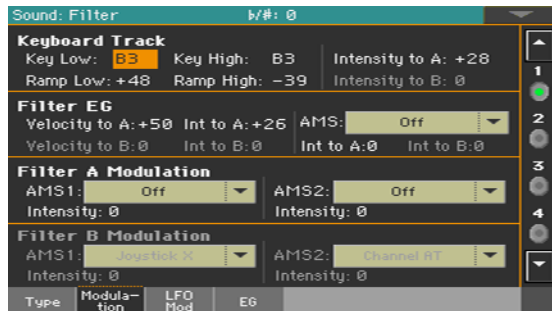 Sound: Filter ♭/#: 0
Keyboard Track
Key Low: B3 Key High: B3 Intensity to A: +28
Ramp Low: +48 Ramp High: -39 Intensity to B: 0
Filter EG
Velocity to A:+50 Int to A:+26 AMS: Off
Velocity to B:0 Int to B:0 Int to A:0 Int to B:0
Filter A Modulation
AMS1: Off AMS2: Off
Intensity: 0 Intensity: 0
Filter B Modulation
AMS1: Joystick X AMS2: Channel AT
Intensity: 0 Intensity: 0
1
2
3
4
Type Modula-
tion LFO
Mod EG